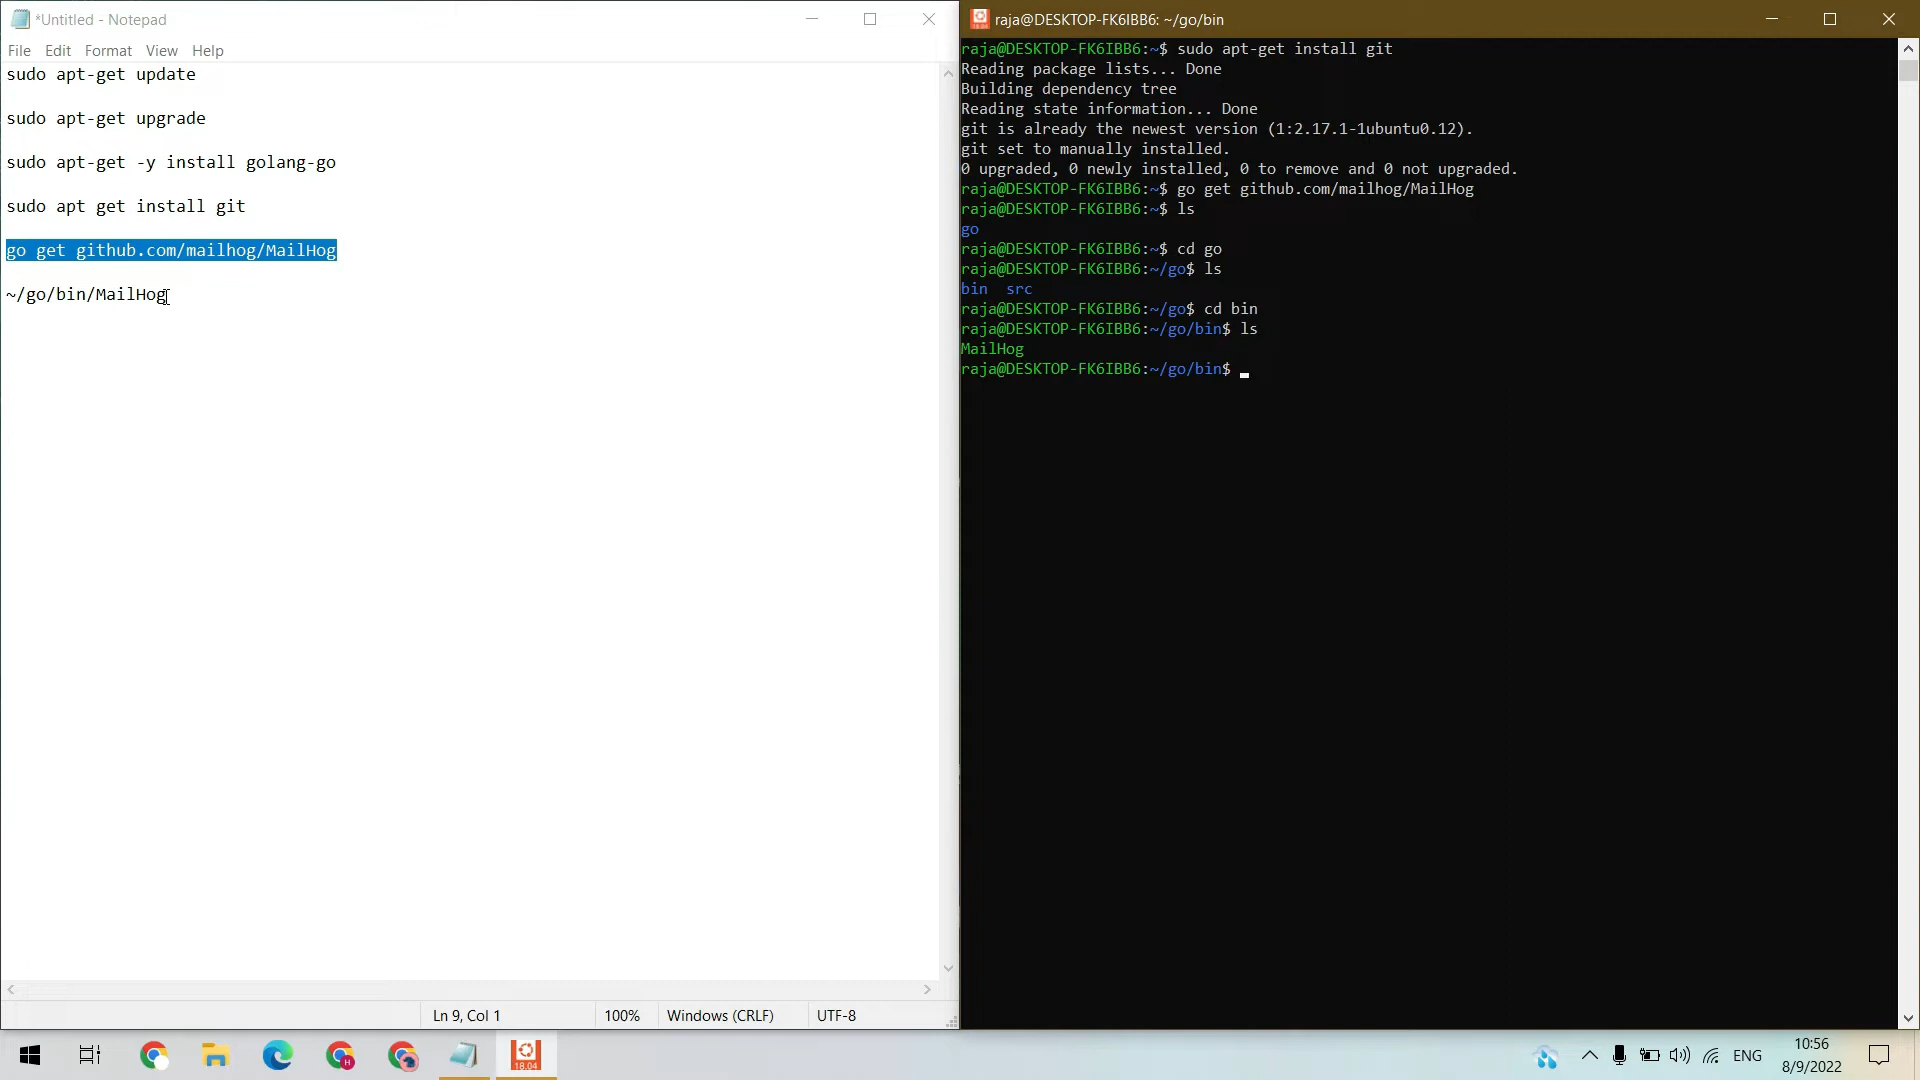 *Untitled - Notepad
File Edit Format View Help
sudo apt-get update
sudo apt-get upgrade
sudo apt-get -y install golang-go
sudo apt get install git
go get github.com/mailhog/MailHog
~/go/bin/MailHog
Ln 9, Col 1 100% Windows (CRLF) UTF-8
raja@DESKTOP-FK6IBB6: ~/go/bin
raja@DESKTOP-FK6IBB6:~$ sudo apt-get install git
Reading package lists... Done
Building dependency tree
Reading state information... Done
git is already the newest version (1:2.17.1-1ubuntu0.12).
git set to manually installed.
0 upgraded, 0 newly installed, 0 to remove and 0 not upgraded.
raja@DESKTOP-FK6IBB6:~$ go get github.com/mailhog/MailHog
raja@DESKTOP-FK6IBB6:~$ ls
go
raja@DESKTOP-FK6IBB6:~$ cd go
raja@DESKTOP-FK6IBB6:~/go$ ls
bin src
raja@DESKTOP-FK6IBB6:~/go$ cd bin
raja@DESKTOP-FK6IBB6:~/go/bin$ ls
MailHog
raja@DESKTOP-FK6IBB6:~/go/bin$
H
18.04
ENG
10:56
8/9/2022